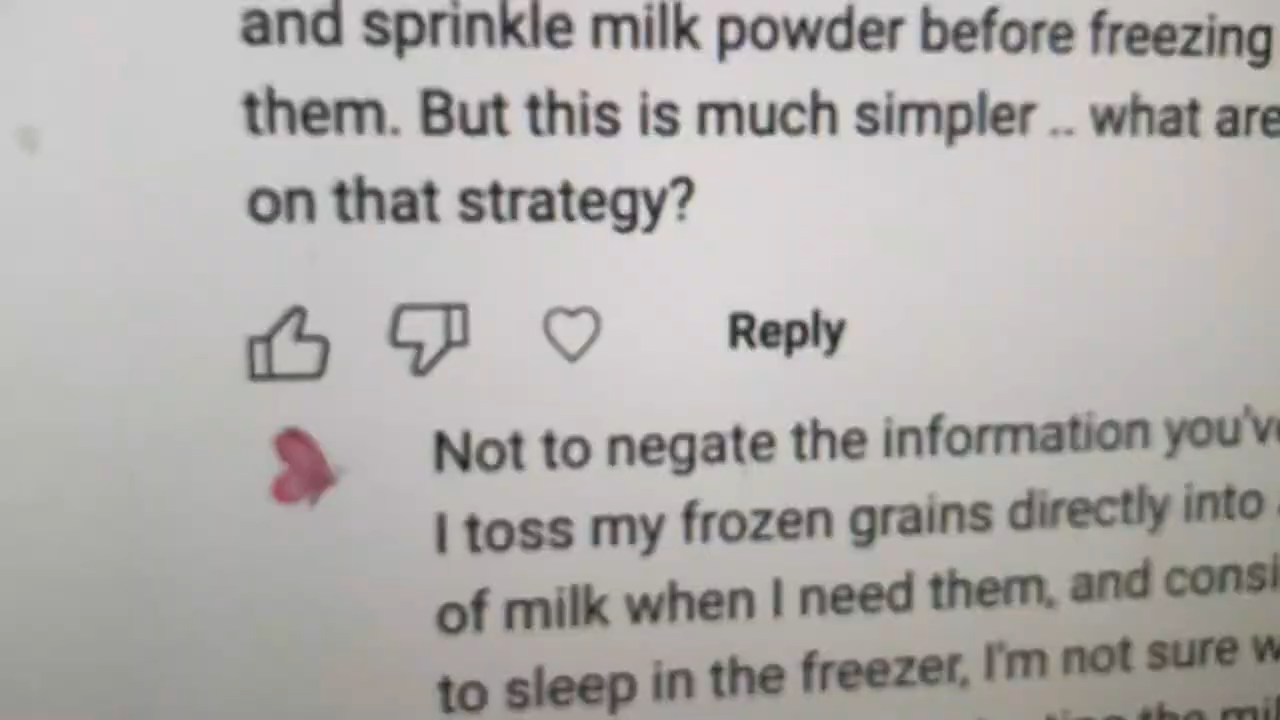 and sprinkle milk powder before freezing
them. But this is much simpler .. what are
on that strategy?
Reply
Not to negate the information
I toss my frozen grains directly into
of milk when I need them, and
to sleep in the freezer, I'm not sure
the